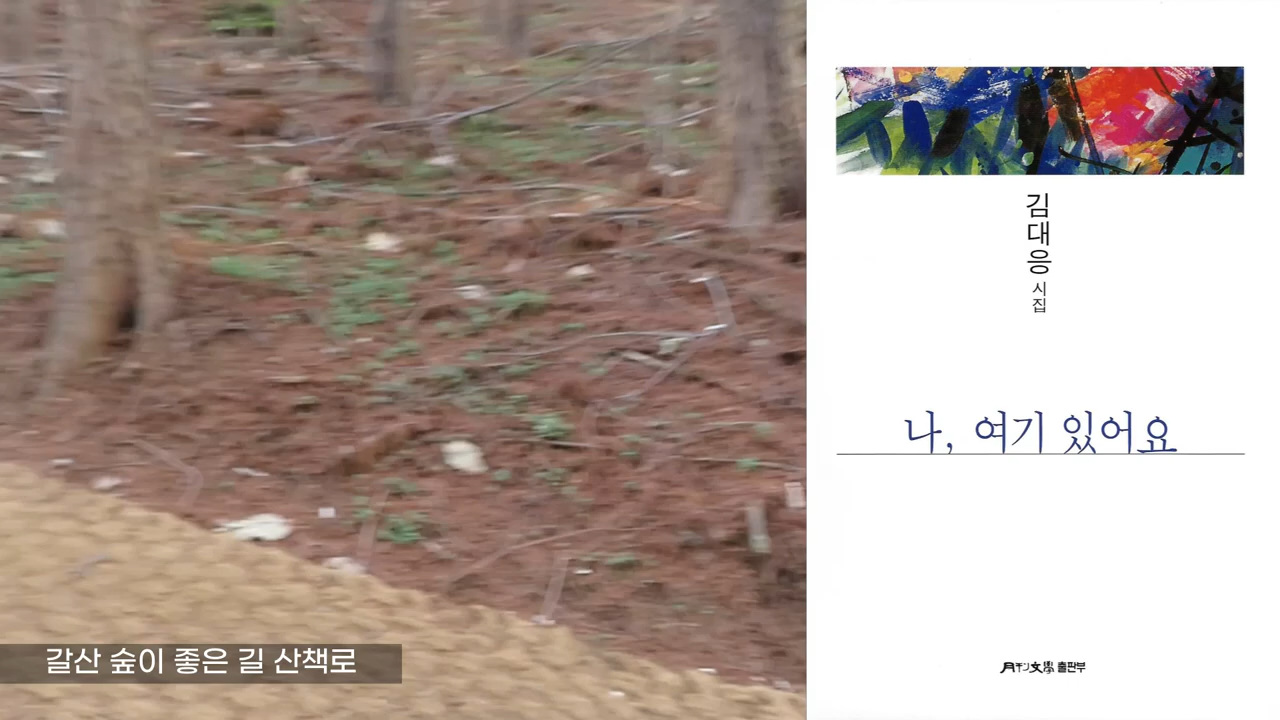 갈산 숲이 좋은 길 산책로
김대응 시집
나, 여기 있어요
月刊文學 출판부